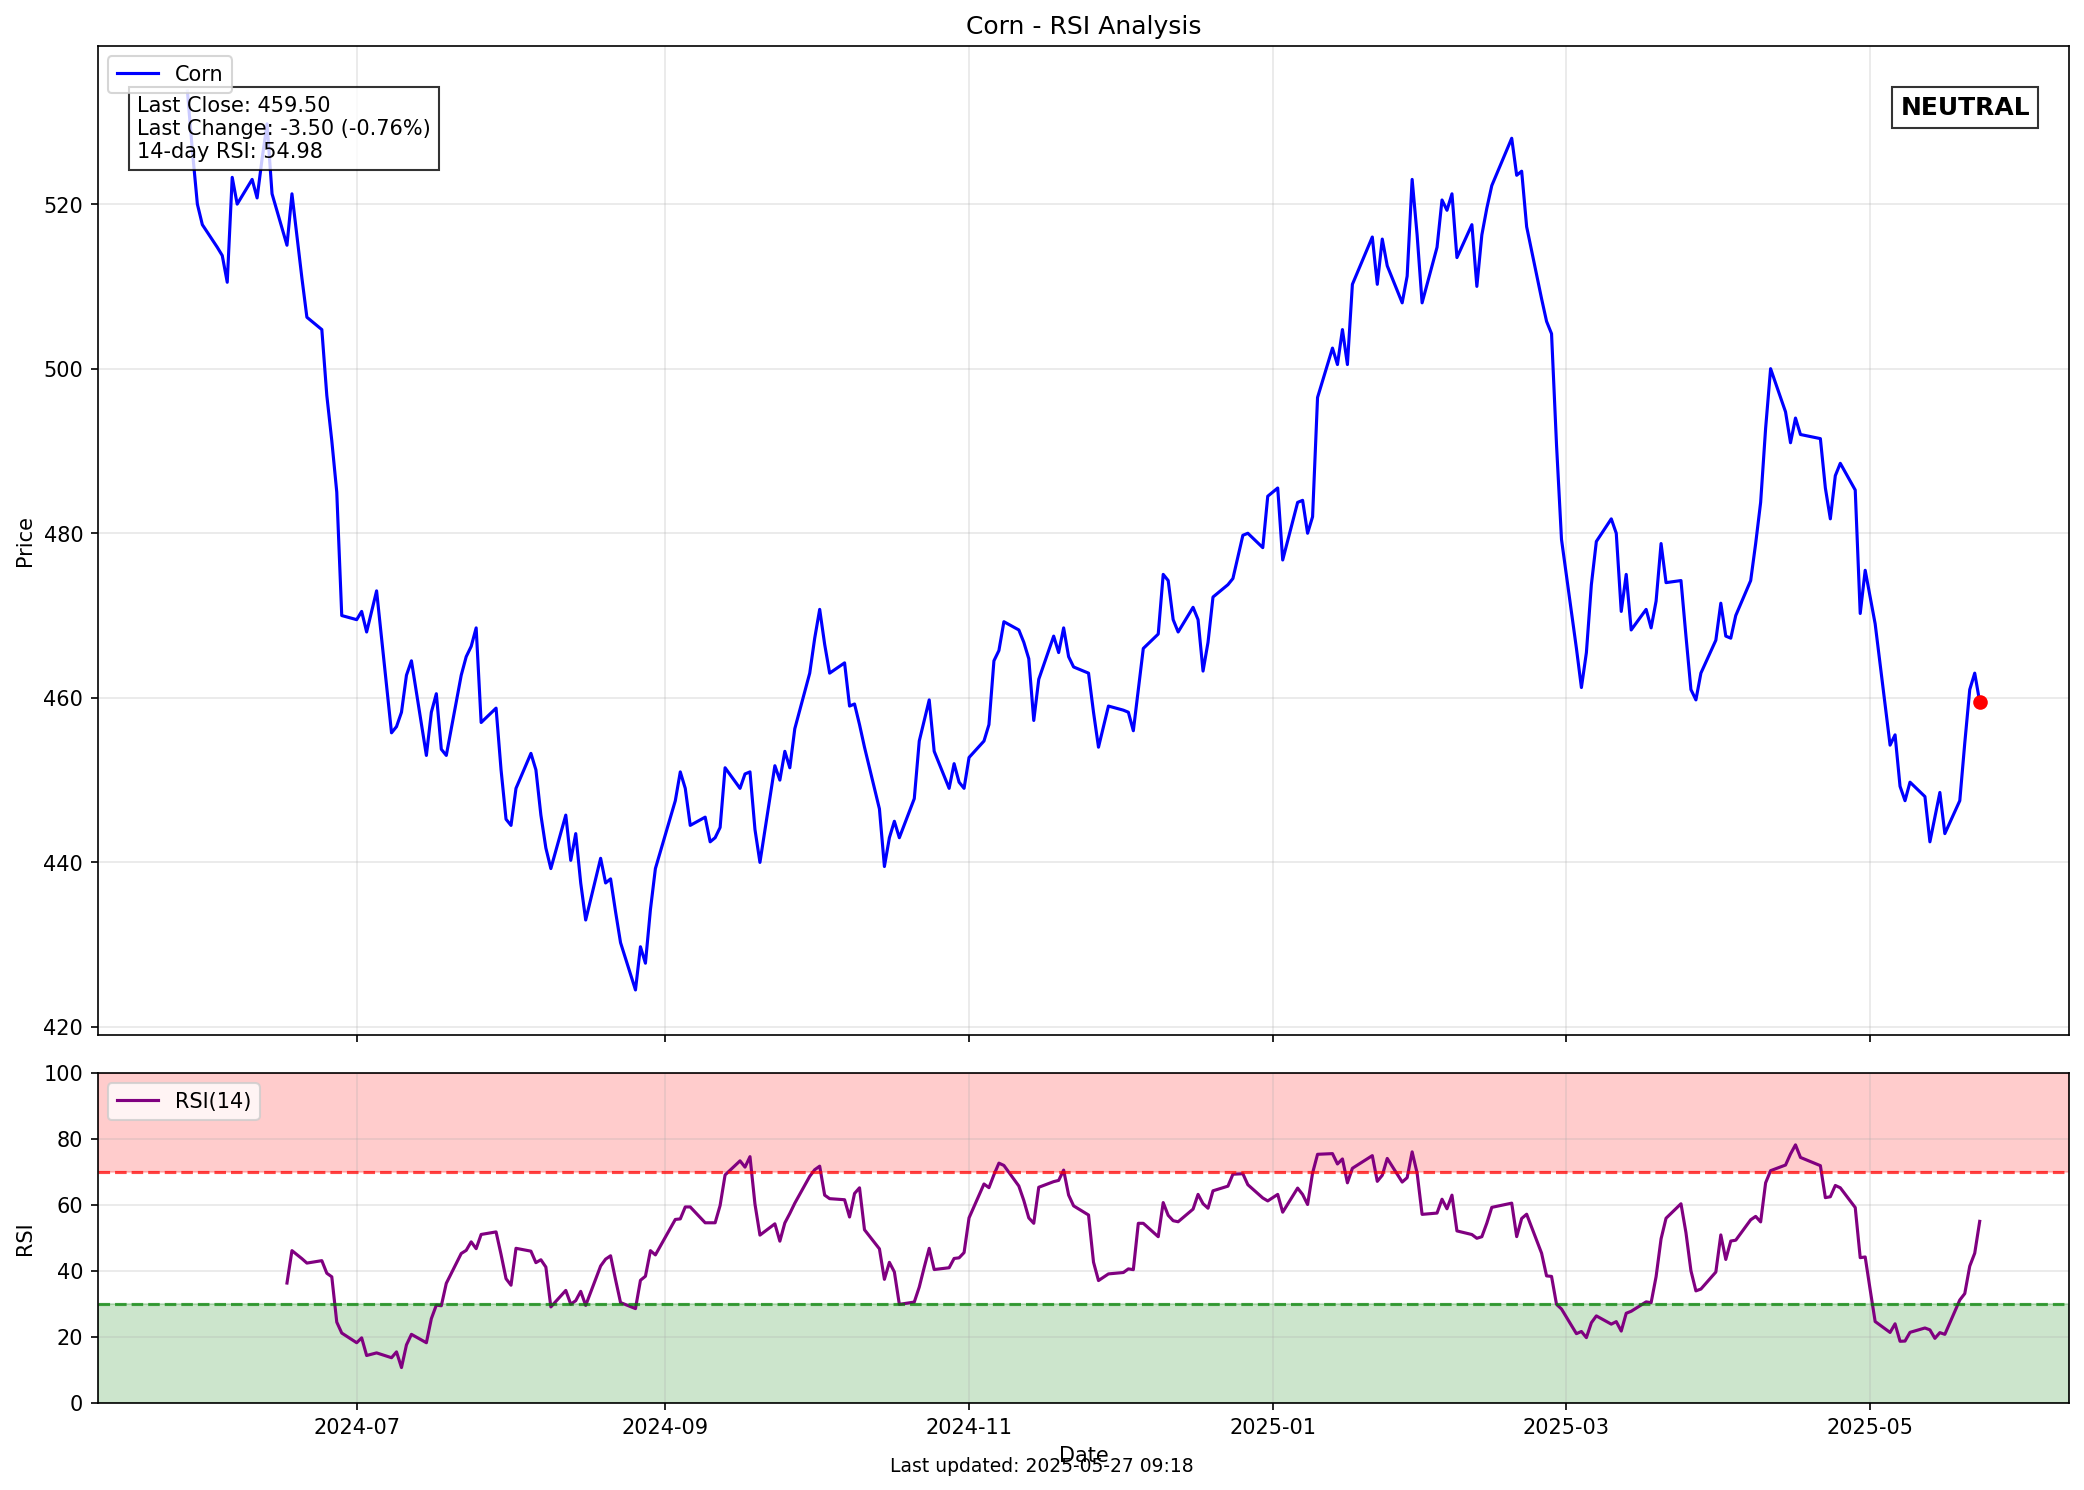 Corn - RSI Analysis
Corn
Last Close: 459.50
Last Change: -3.50 (-0.76%)
14-day RSI: 54.98
NEUTRAL
Price
520
500
480
460
440
420
RSI(14)
RSI
100
80
60
40
20
0
2024-07
2024-09
2024-11
2025-01
2025-03
2025-05
Date
Last updated: 2025-05-27 09:18